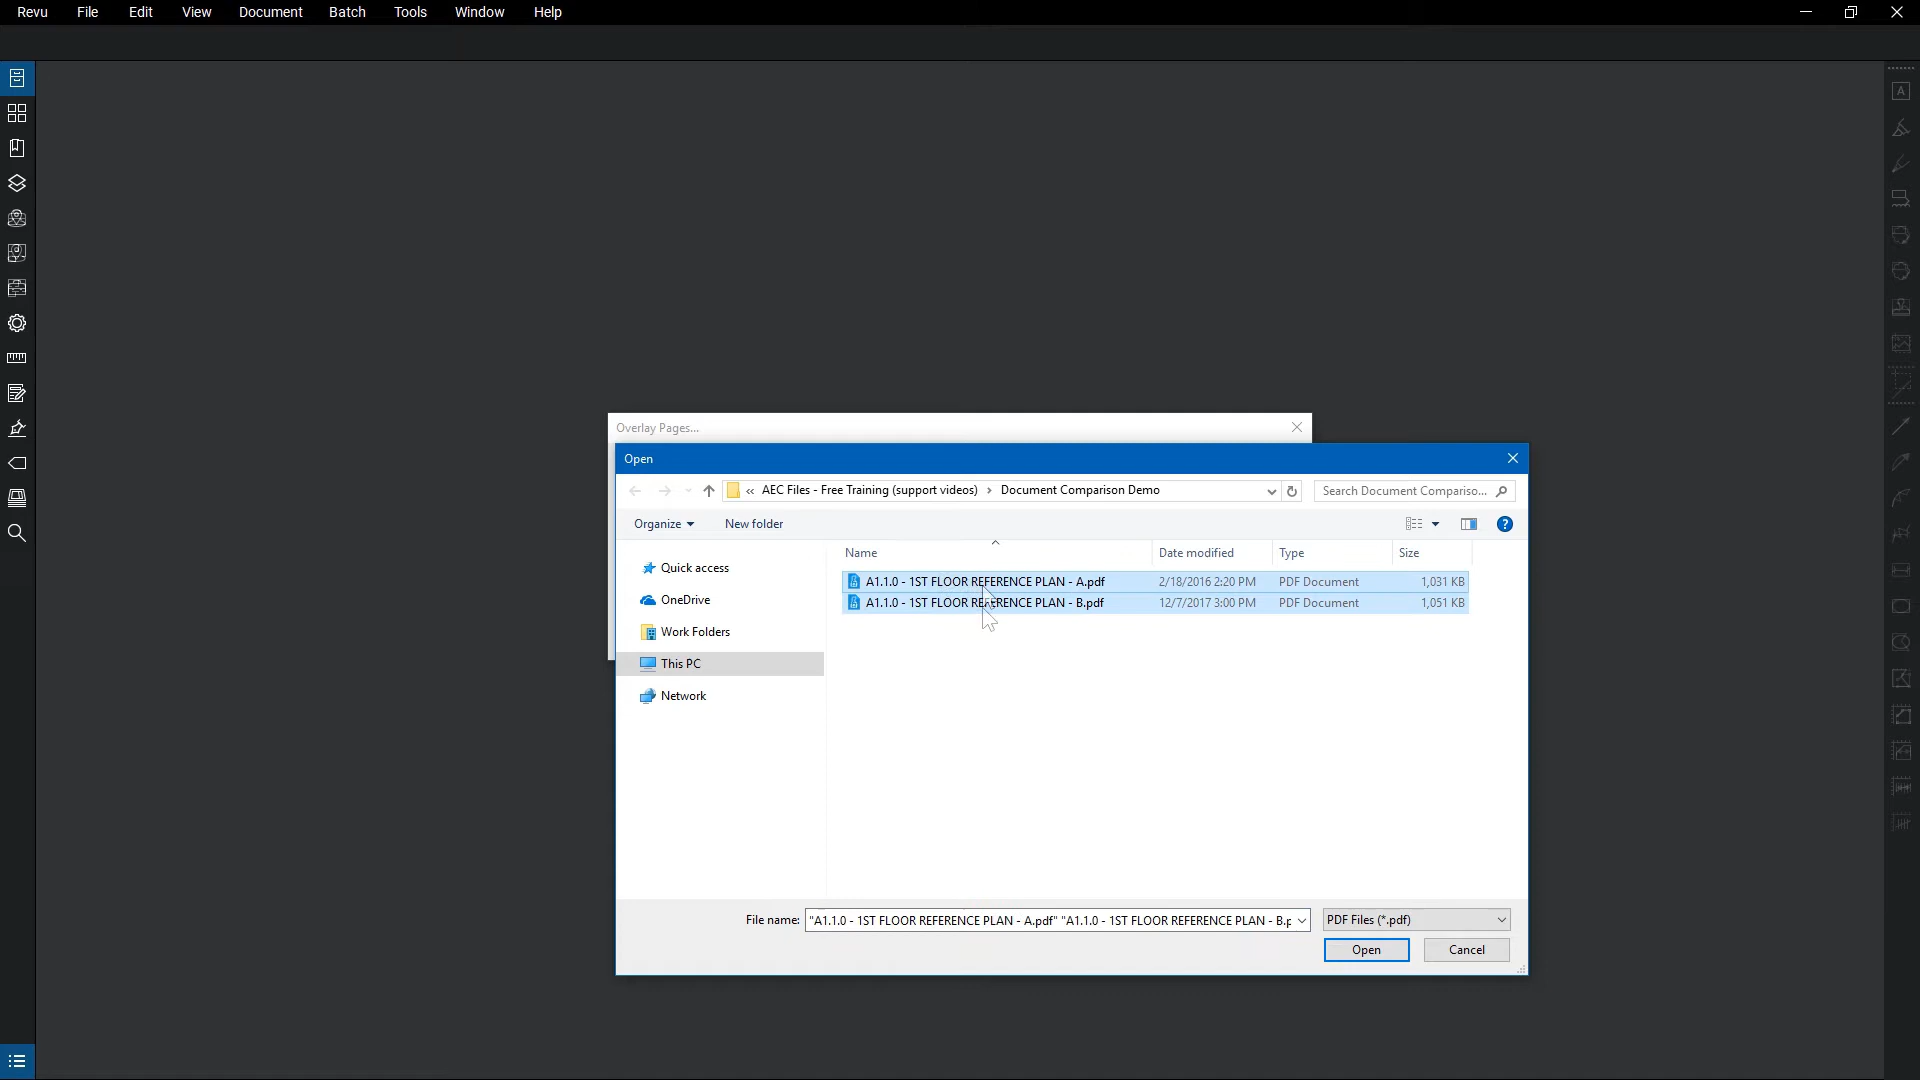 Revu File Edit View Document Batch Tools Window Help
Overlay Pages...
Open
« AEC Files - Free Training (support videos) › Document Comparison Demo
Search Document Compariso...
Organize New folder
Name Date modified Type Size
Quick access
A1.1.0 - 1ST FLOOR REFERENCE PLAN - A.pdf 2/18/2016 2:20 PM PDF Document 1,031 KB
OneDrive
A1.1.0 - 1ST FLOOR REFERENCE PLAN - B.pdf 12/7/2017 3:00 PM PDF Document 1,051 KB
Work Folders
This PC
Network
File name: "A1.1.0 - 1ST FLOOR REFERENCE PLAN - A.pdf" "A1.1.0 - 1ST FLOOR REFERENCE PLAN - B.p
PDF Files (*.pdf)
Open Cancel